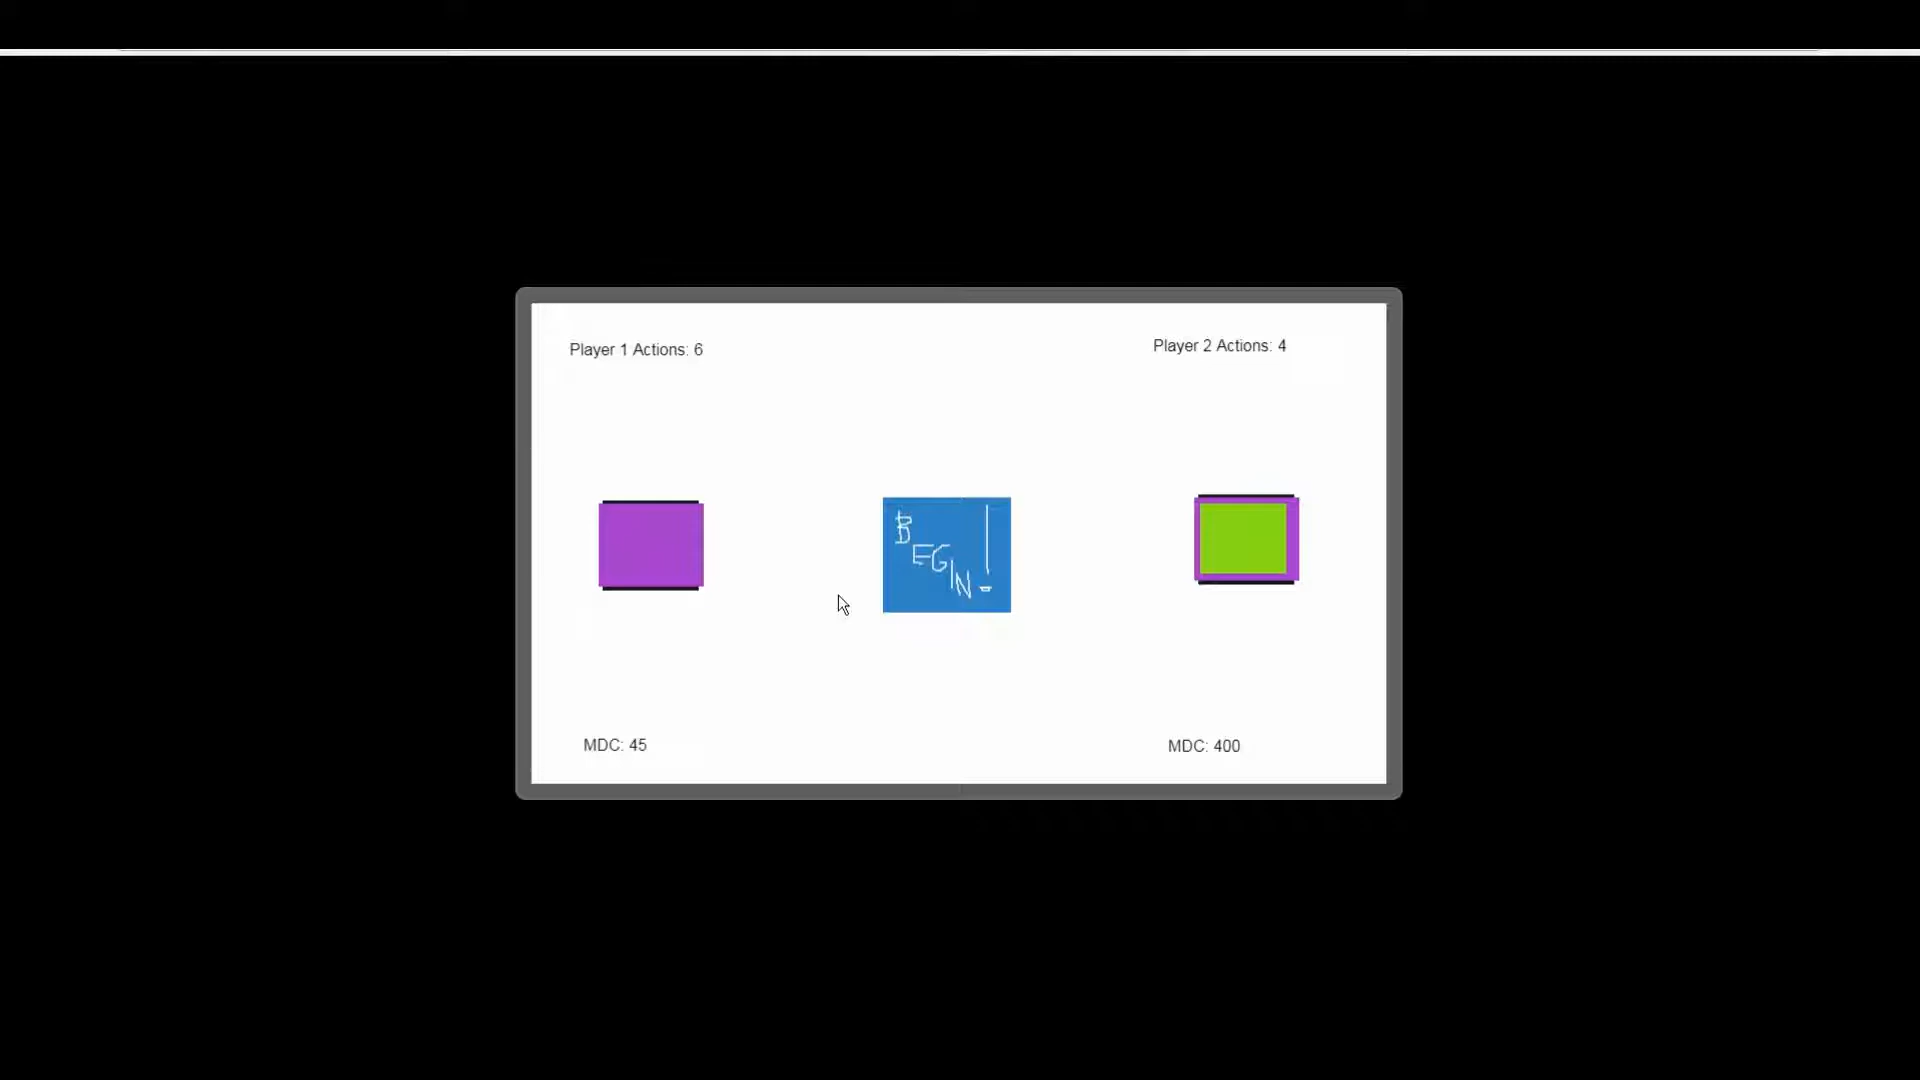 Player 1 Actions: 6
Player 2 Actions: 4
BEGIN!
MDC: 45
MDC: 400